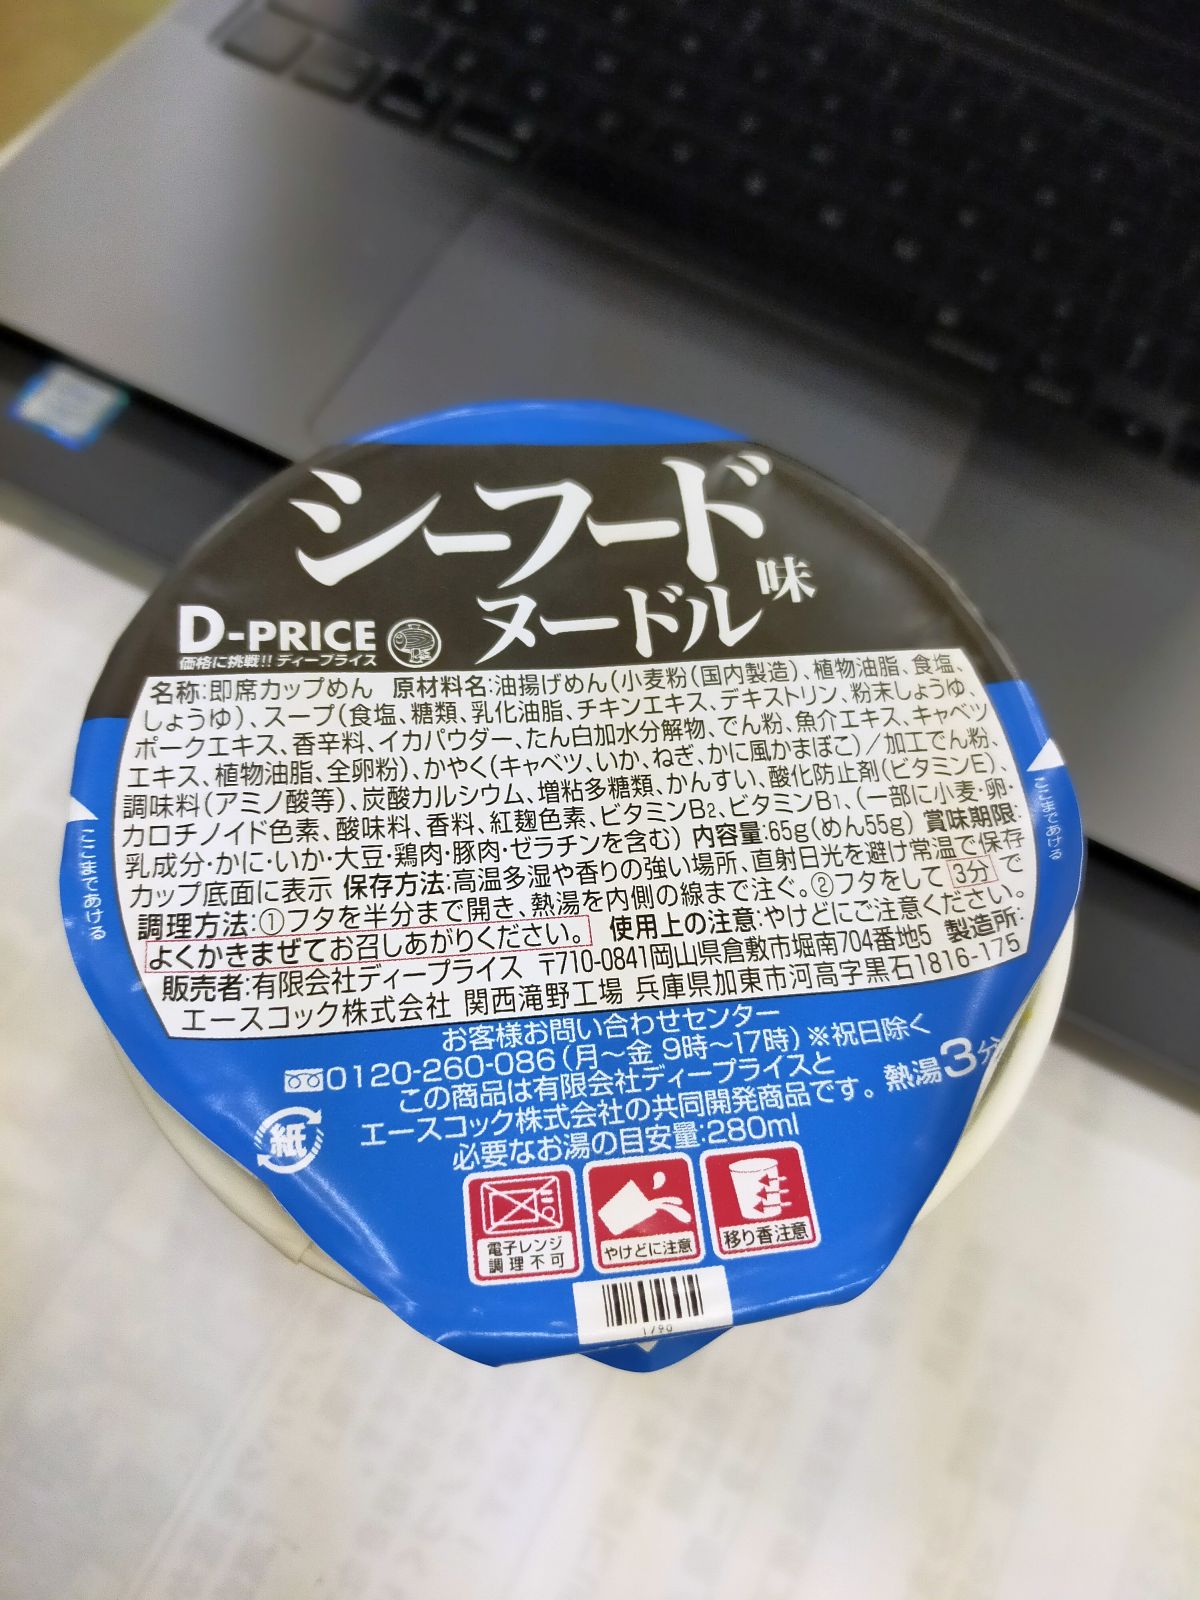 シーフード
ヌードル味
D-PRICE
価格に挑戦!! ディープライス
名称:即席カップめん 原材料名:油揚げめん(小麦粉(国内製造)、植物油脂、食塩、
しょうゆ)、スープ(食塩、糖類、乳化油脂、チキンエキス、デキストリン、粉末しょうゆ、
ポークエキス、香辛料、イカパウダー、たん白加水分解物、でん粉、魚介エキス、キャベツ
エキス、植物油脂、全卵粉)、かやく(キャベツ、いか、ねぎ、かに風かまぼこ)/加工でん粉、
調味料(アミノ酸等)、炭酸カルシウム、増粘多糖類、かんすい、酸化防止剤(ビタミンE)、
カロチノイド色素、酸味料、香料、紅麹色素、ビタミンB2、ビタミンB1、(一部に小麦・卵・
乳成分・かに・いか・大豆・鶏肉・豚肉・ゼラチンを含む) 内容量:65g(めん55g) 賞味期限:
カップ底面に表示 保存方法:高温多湿や香りの強い場所、直射日光を避け常温で保存
調理方法:①フタを半分まで開き、熱湯を内側の線まで注ぐ。②フタをして 3分 で
よくかきまぜてお召しあがりください。 使用上の注意:やけどにご注意ください。
販売者:有限会社ディープライス 〒710-0841岡山県倉敷市堀南704番地5 製造所:
エースコック株式会社 関西滝野工場 兵庫県加東市河高字黒石1816-175
ここまであける
ここまであける
お客様お問い合わせセンター
0120-260-086(月〜金 9時〜17時)※祝日除く
この商品は有限会社ディープライスと
エースコック株式会社の共同開発商品です。
熱湯3分
必要なお湯の目安量:280ml
紙
電子レンジ
調理不可
やけどに注意
移り香注意